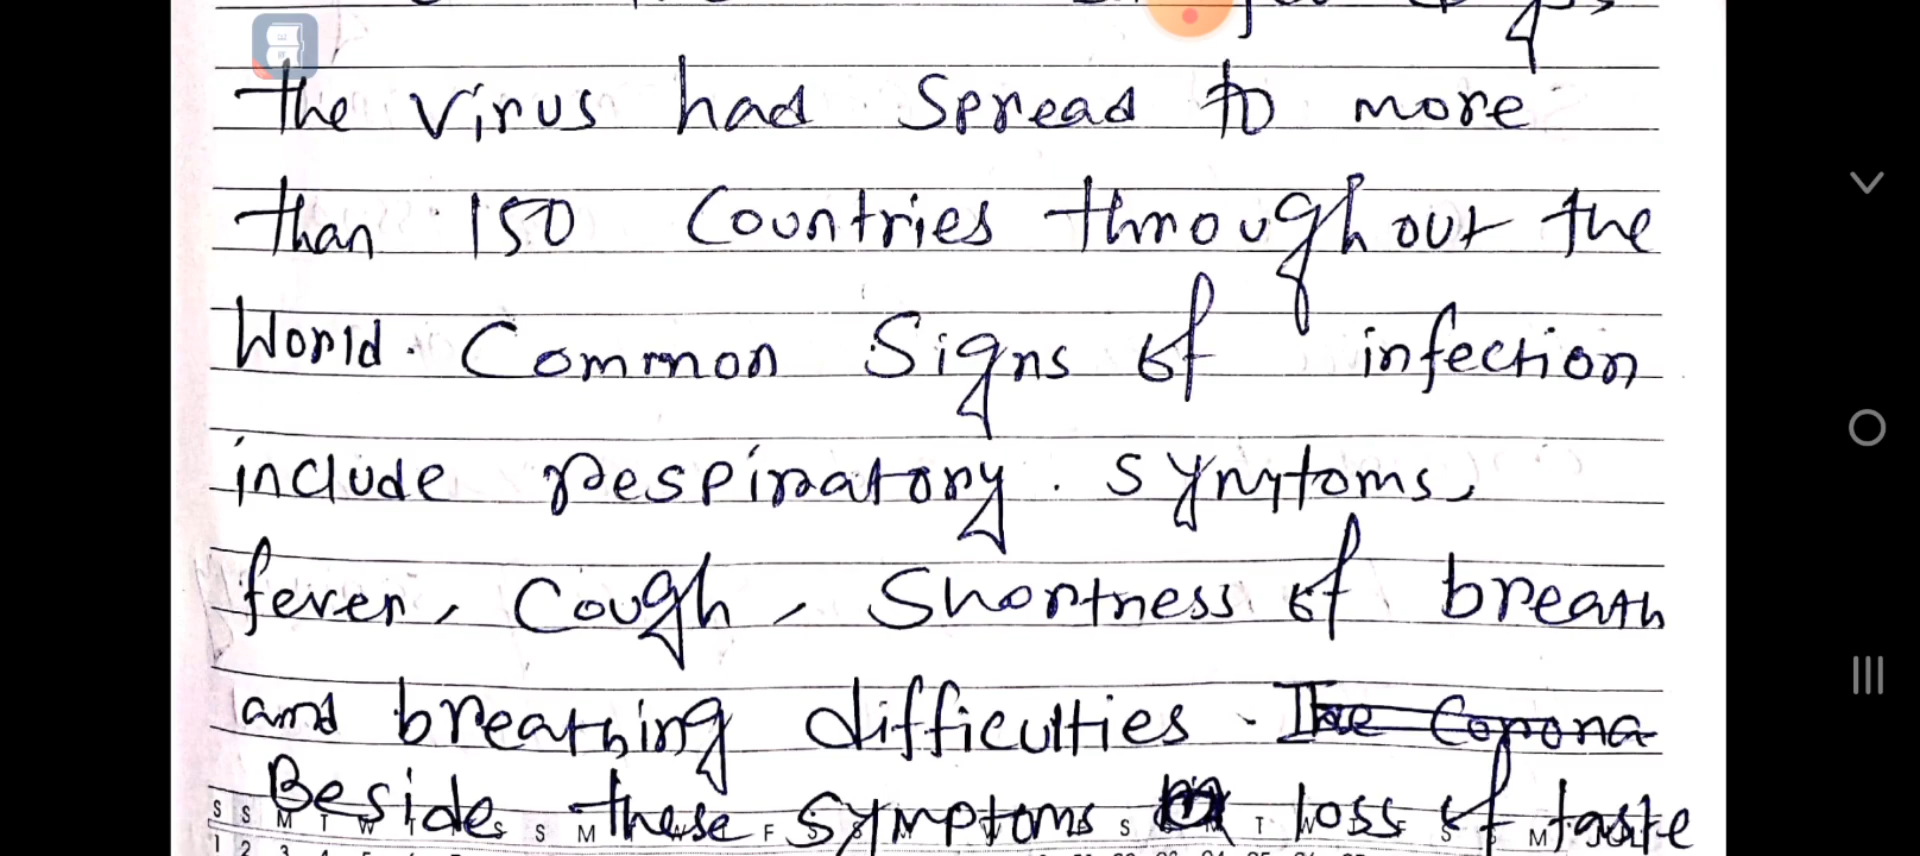 the virus had spread to more
than 150 Countries throughout the
World. Common Signs of infection
include respiratory. symytoms,
fever, Cough, Shortness of breath
and breathing difficulties. The Corona
Beside these symptoms loss of taste